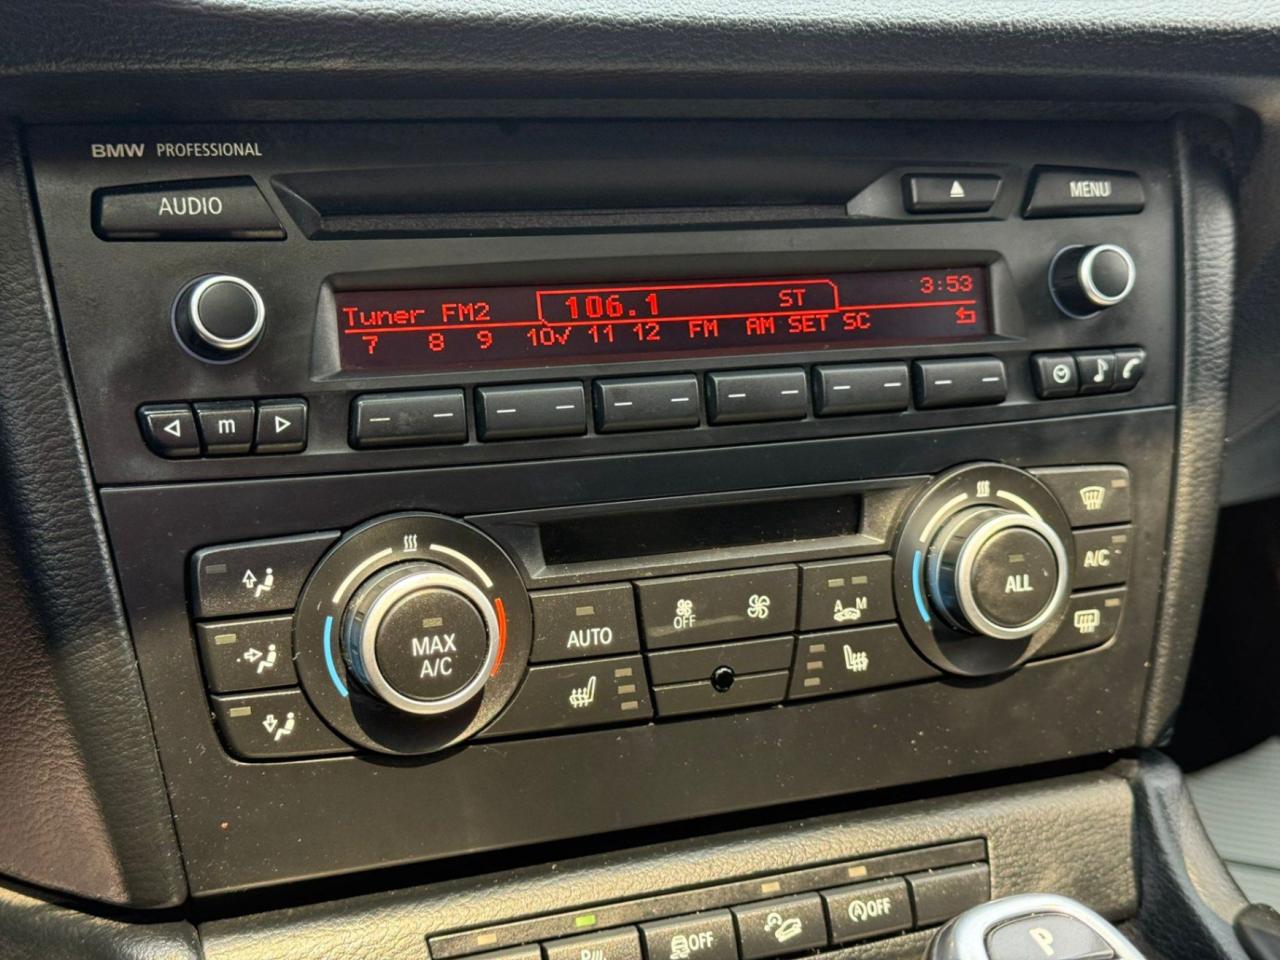 BMW PROFESSIONAL
AUDIO
MENU
Tuner FM2 106.1 ST 3:53
7 8 9 10√ 11 12 FM AM SET SC
m
MAX
A/C
AUTO
OFF
A M
ALL
A/C
OFF
OFF
P